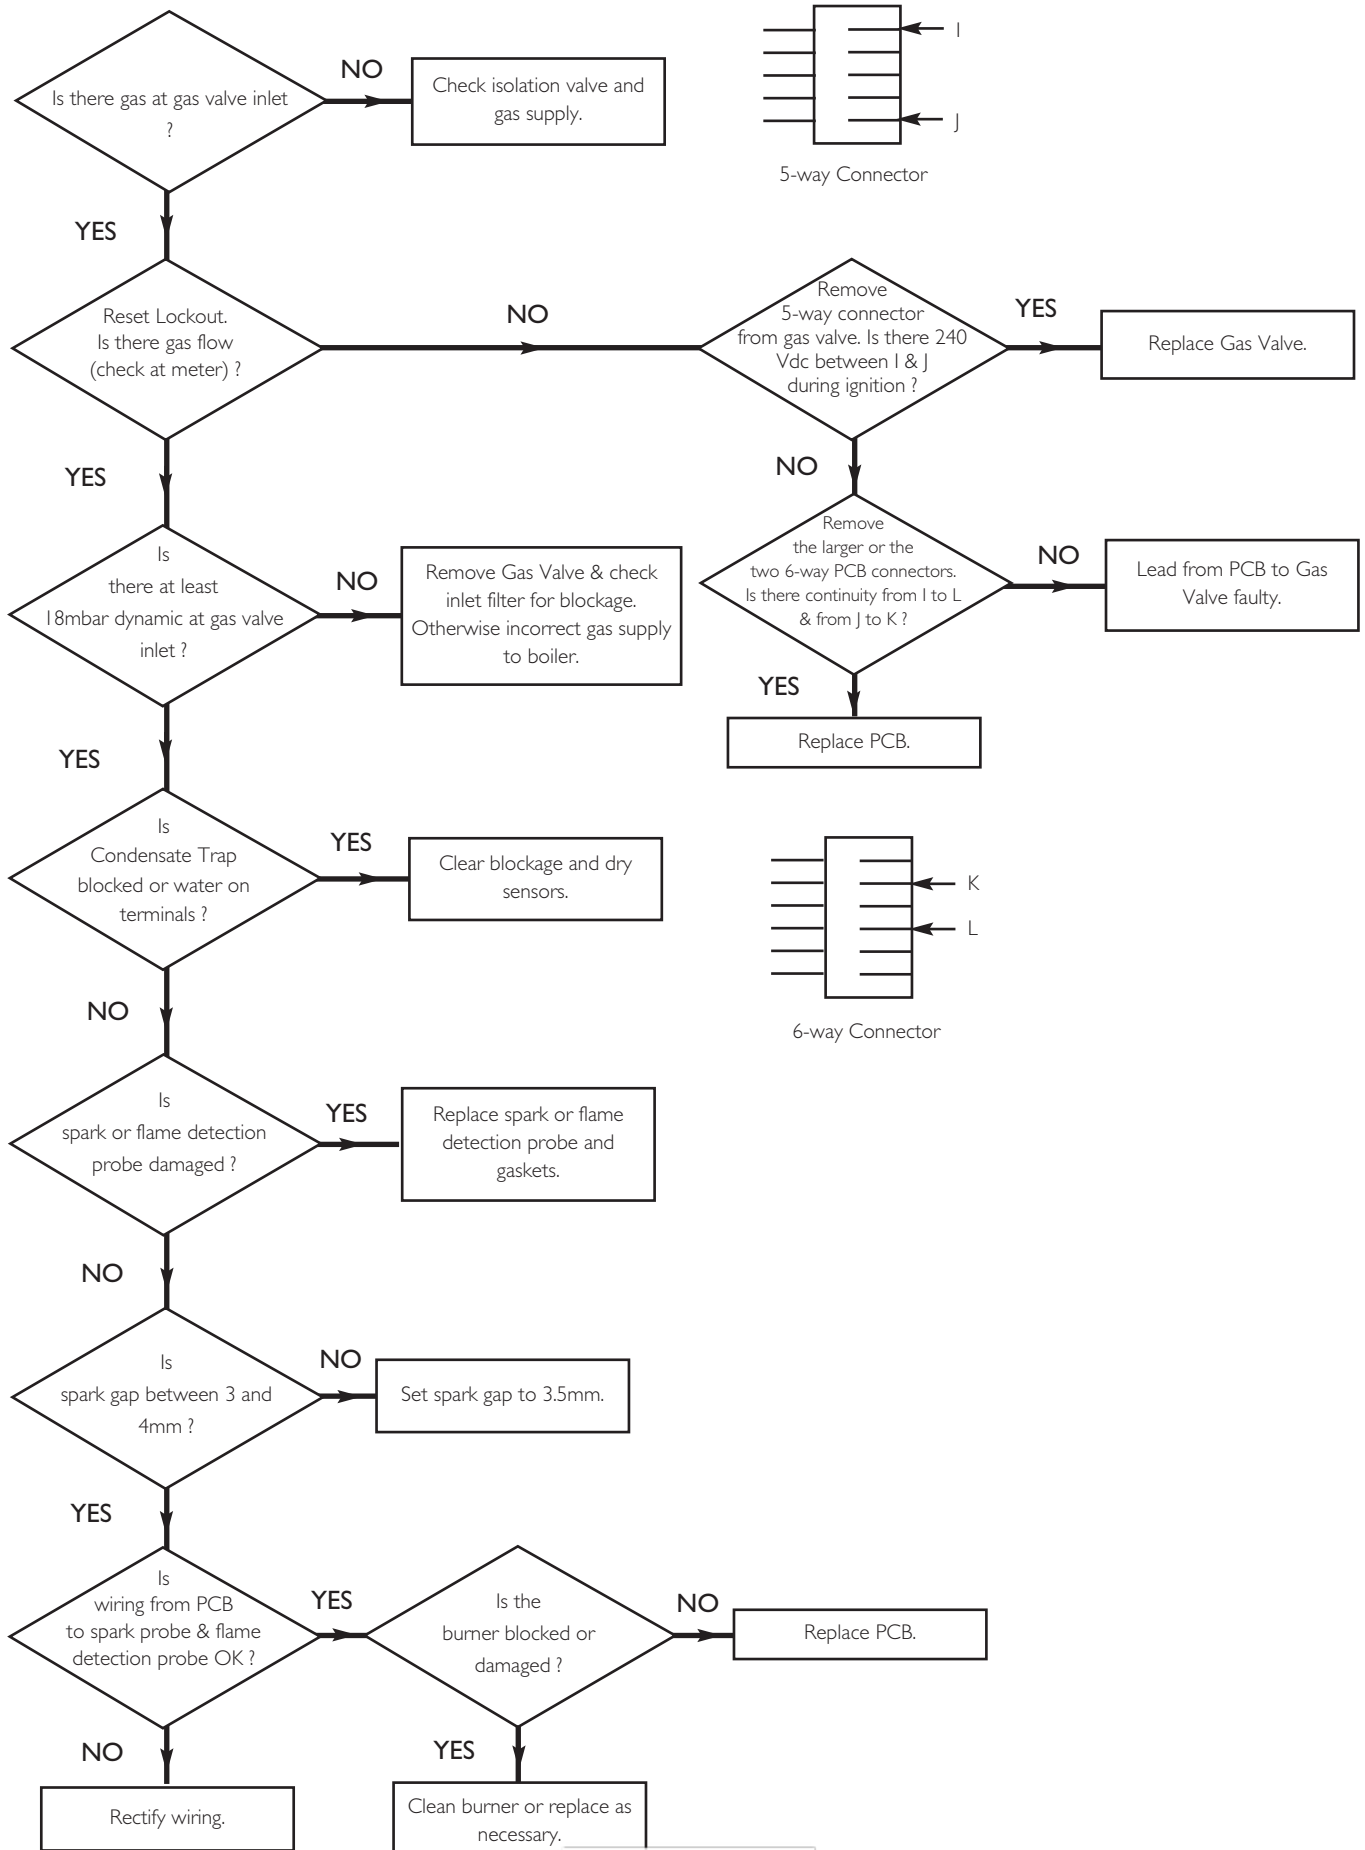 Is there gas at gas valve inlet
?
NO
Check isolation valve and
gas supply.
I
J
5-way Connector
YES
Reset Lockout.
Is there gas flow
(check at meter) ?
NO
Remove
5-way connector
from gas valve. Is there 240
Vdc between I & J
during ignition ?
YES
Replace Gas Valve.
YES
NO
Is
there at least
18mbar dynamic at gas valve
inlet ?
NO
Remove Gas Valve & check
inlet filter for blockage.
Otherwise incorrect gas supply
to boiler.
Remove
the larger or the
two 6-way PCB connectors.
Is there continuity from I to L
& from J to K ?
NO
Lead from PCB to Gas
Valve faulty.
YES
Replace PCB.
YES
Is
Condensate Trap
blocked or water on
terminals ?
YES
Clear blockage and dry
sensors.
K
L
6-way Connector
NO
Is
spark or flame detection
probe damaged ?
YES
Replace spark or flame
detection probe and
gaskets.
NO
Is
spark gap between 3 and
4mm ?
NO
Set spark gap to 3.5mm.
YES
Is
wiring from PCB
to spark probe & flame
detection probe OK ?
YES
Is the
burner blocked or
damaged ?
NO
Replace PCB.
NO
Rectify wiring.
YES
Clean burner or replace as
necessary.